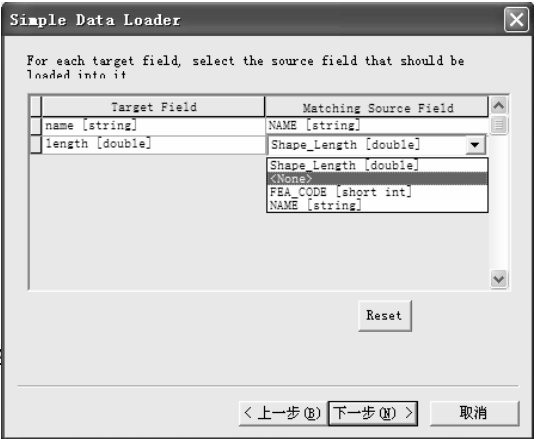 Simple Data Loader
For each target field, select the source field that should be
loaded into it
Target Field Matching Source Field
name [string] NAME [string]
length [double] Shape_Length [double]
Shape_Length [double]
<None>
FEA_CODE [short int]
NAME [string]
Reset
< 上一步(B) 下一步(N) > 取消